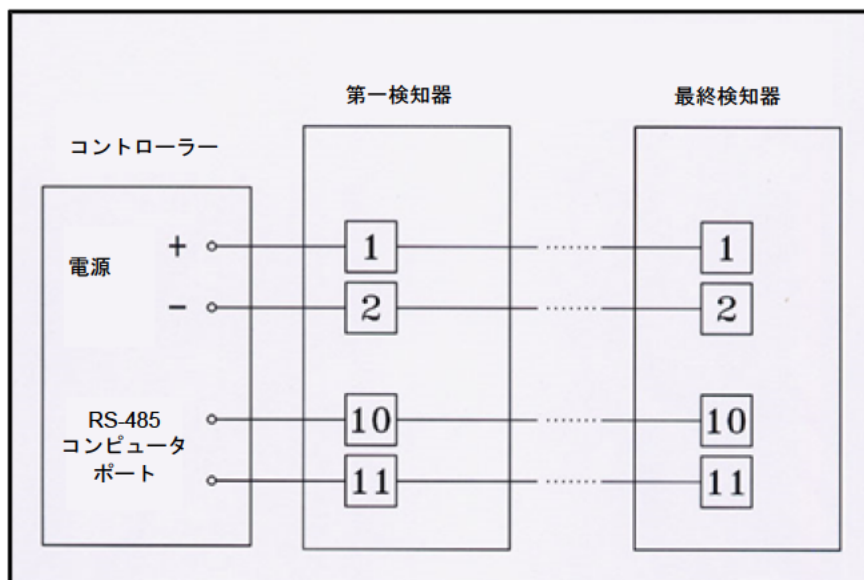 第一検知器
最終検知器
コントローラー
電源
+
1
1
−
2
2
RS-485
コンピュータ
ポート
10
10
11
11